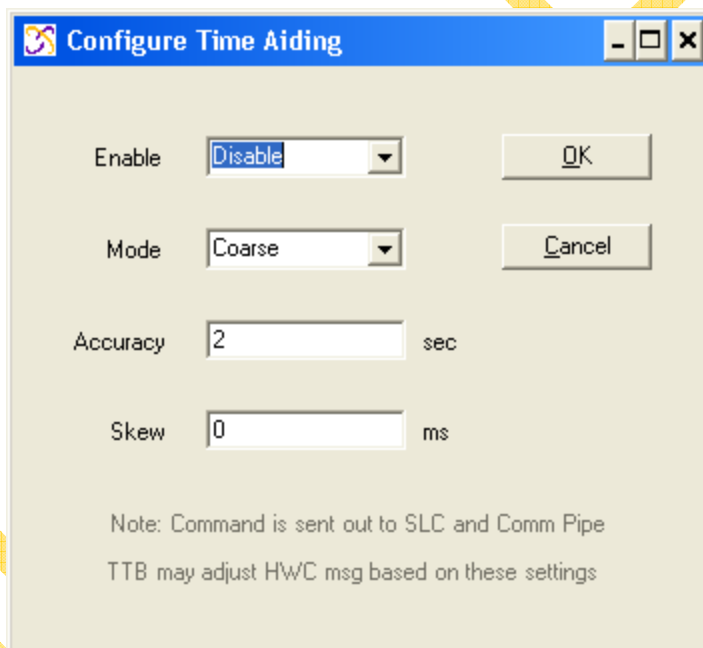 Configure Time Aiding
Enable Disable OK
Mode Coarse Cancel
Accuracy 2 sec
Skew 0 ms
Note: Command is sent out to SLC and Comm Pipe
TTB may adjust HWC msg based on these settings